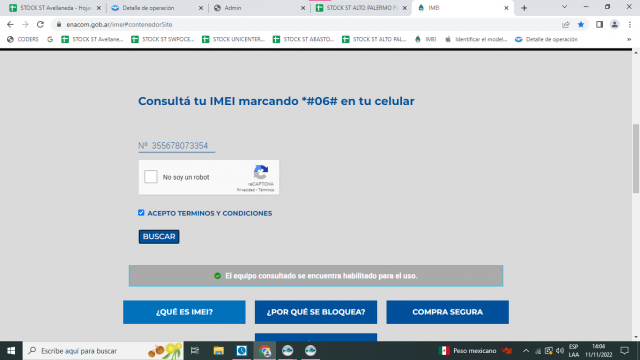 STOCK ST Avellaneda - Hoja
Detalle de operación
Admin
STOCK ST ALTO PALERMO P
IMEI
enacom.gob.ar/imei#contenedorSite
CODERS
STOCK ST Avellane...
STOCK ST SWPOCE...
STOCK UNICENTER...
STOCK ST ABASTO...
STOCK ST ALTO PAL...
IMEI
Identificar el model...
Detalle de operación
Consultá tu IMEI marcando *#06# en tu celular
Nº 355678073354
No soy un robot
reCAPTCHA
Privacidad - Términos
ACEPTO TERMINOS Y CONDICIONES
BUSCAR
El equipo consultado se encuentra habilitado para el uso.
¿QUÉ ES IMEI?
¿POR QUÉ SE BLOQUEA?
COMPRA SEGURA
Escribe aquí para buscar
Peso mexicano
ESP
LAA
14:04
11/11/2022